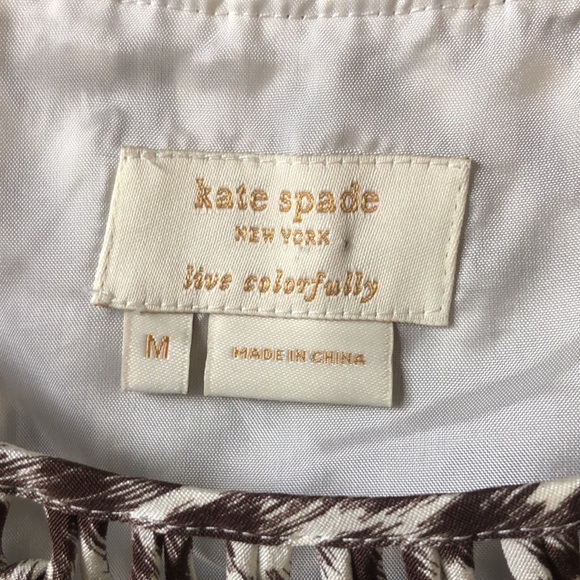 kate spade
NEW YORK
live colorfully
M
MADE IN CHINA